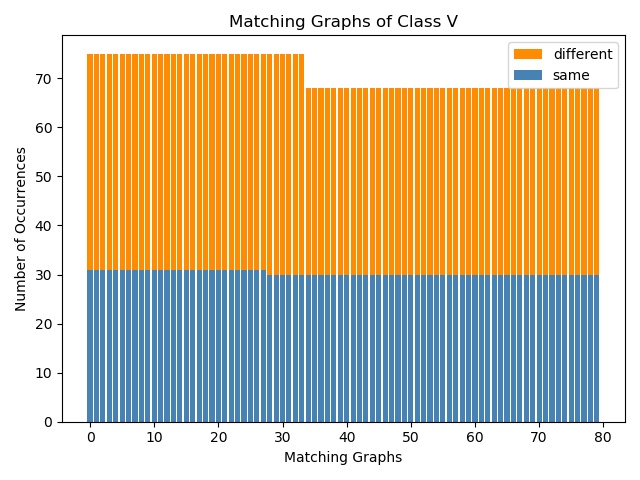 Matching Graphs of Class V
different
same
Number of Occurrences
70
60
50
40
30
20
10
0
0 10 20 30 40 50 60 70 80
Matching Graphs